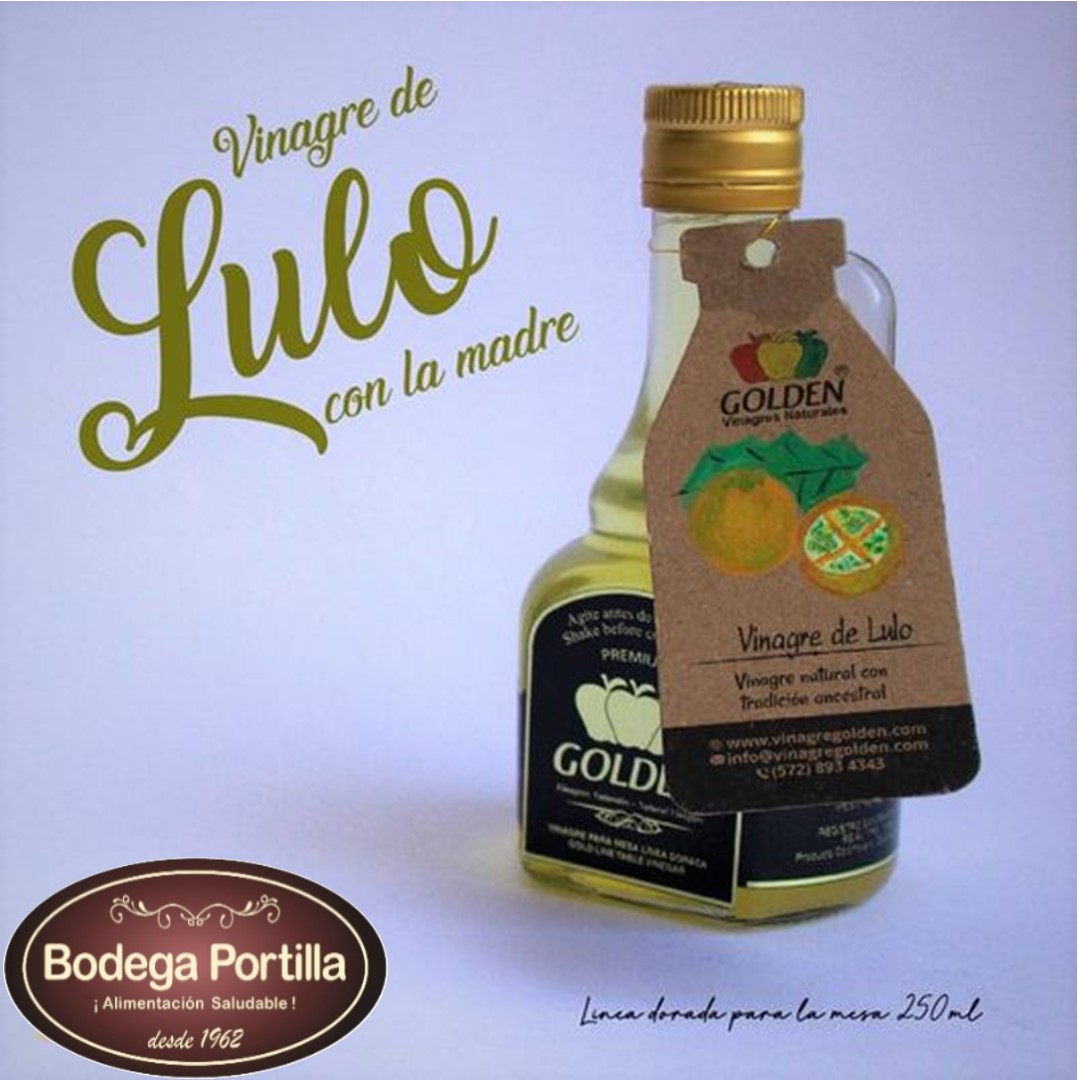 Vinagre de
Lulo
con la madre
GOLDEN
Vinagres Naturales
Vinagre de Lulo
Vinagre natural con
tradición ancestral
www.vinagregolden.com
info@vinagregolden.com
(572) 893 4343
Agite antes de
Shake before
PREMIU
GOLDE
VINAGRE PARA MESA LINEA DORADA
GOLD LINE TABLE VINEGAR
Bodega Portilla
¡Alimentación Saludable!
desde 1962
Linea dorada para la mesa 250ml